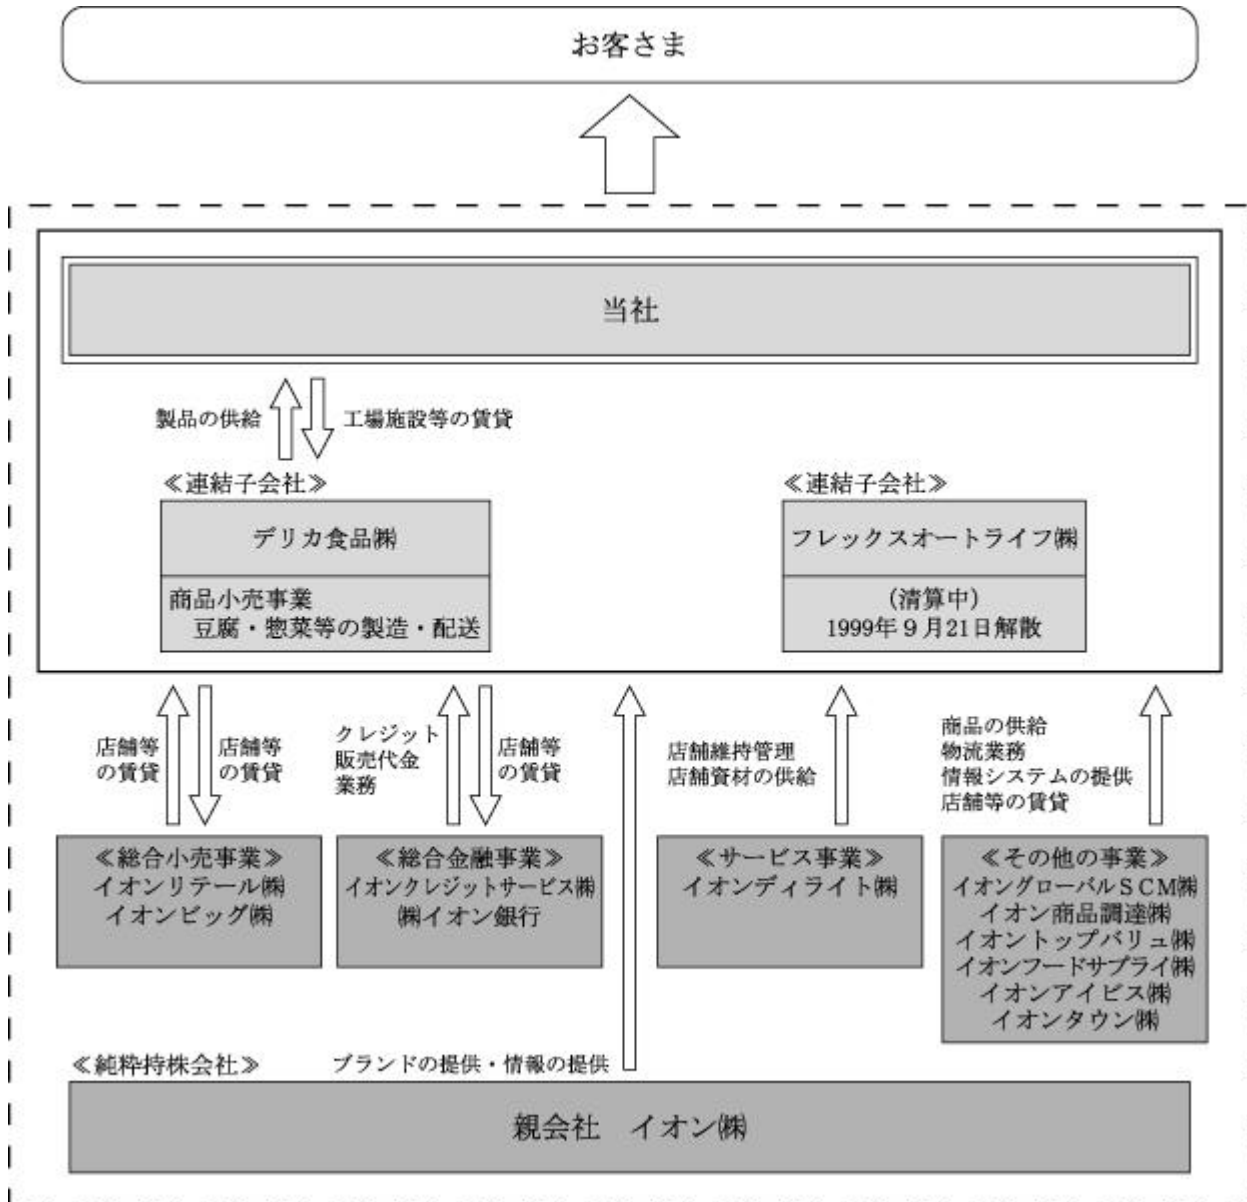 お客さま
当社
製品の供給
工場施設等の賃貸
≪連結子会社≫
デリカ食品㈱
商品小売事業
豆腐・惣菜等の製造・配送
≪連結子会社≫
フレックスオートライフ㈱
(清算中)
1999年９月21日解散
店舗等
の賃貸
店舗等
の賃貸
クレジット
販売代金
業務
店舗等
の賃貸
店舗維持管理
店舗資材の供給
商品の供給
物流業務
情報システムの提供
店舗等の賃貸
≪総合小売事業≫
イオンリテール㈱
イオンビッグ㈱
≪総合金融事業≫
イオンクレジットサービス㈱
㈱イオン銀行
≪サービス事業≫
イオンディライト㈱
≪その他の事業≫
イオングローバルＳＣＭ㈱
イオン商品調達㈱
イオントップバリュ㈱
イオンフードサプライ㈱
イオンアイビス㈱
イオンタウン㈱
≪純粋持株会社≫
ブランドの提供・情報の提供
親会社　イオン㈱